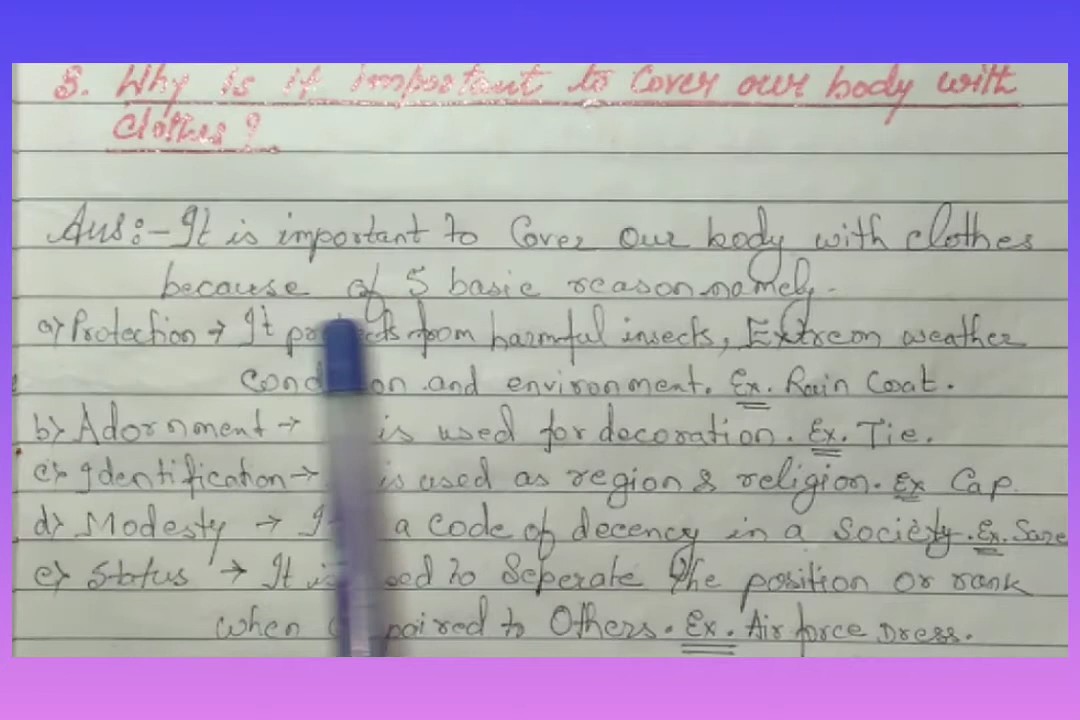 3. Why is it important to Cover our body with
clothes?
Ans:- It is important to Cover our body with clothes
because of 5 basic reason namely.
a) Protection → It protects from harmful insects, Extreem weather
Condition and environment. Ex. Rain Coat.
b) Adornment → is used for decoration. Ex. Tie.
c) Identification → is used as region & religion. Ex Cap.
d) Modesty → a code of decency in a Society. Ex. Saree
e) Status → It is used to Seperate The position or rank
when paired to Others. Ex. Air force Dress.